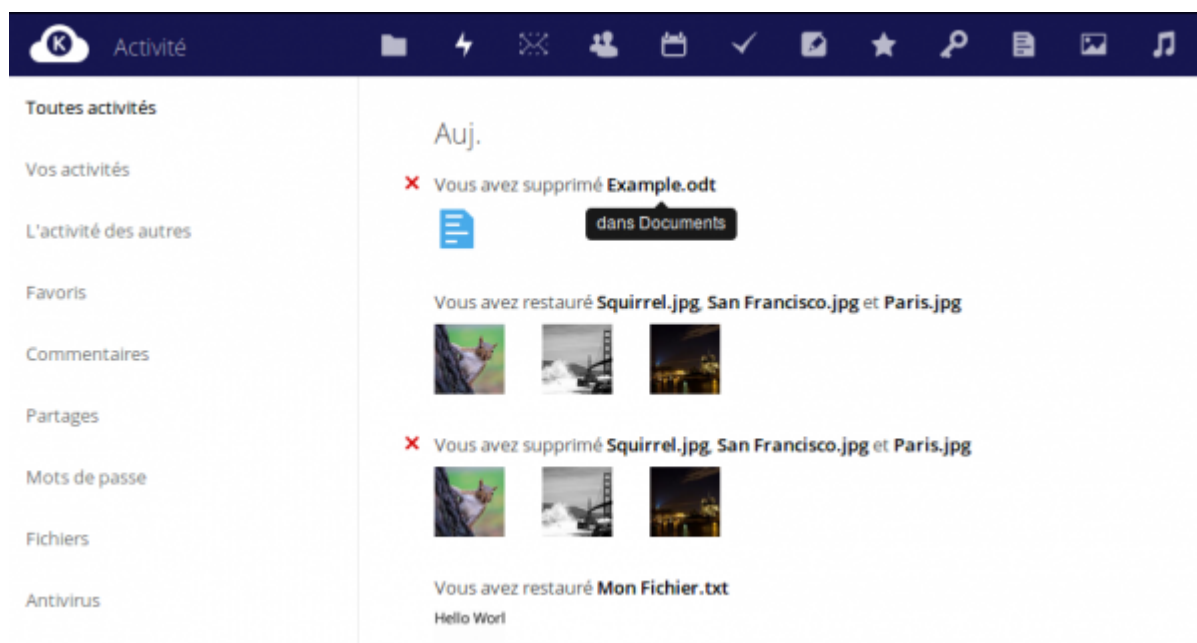 K
Activité
Toutes activités
Vos activités
L'activité des autres
Favoris
Commentaires
Partages
Mots de passe
Fichiers
Antivirus
Auj.
Vous avez supprimé Example.odt
dans Documents
Vous avez restauré Squirrel.jpg, San Francisco.jpg et Paris.jpg
Vous avez supprimé Squirrel.jpg, San Francisco.jpg et Paris.jpg
Vous avez restauré Mon Fichier.txt
Hello Worl